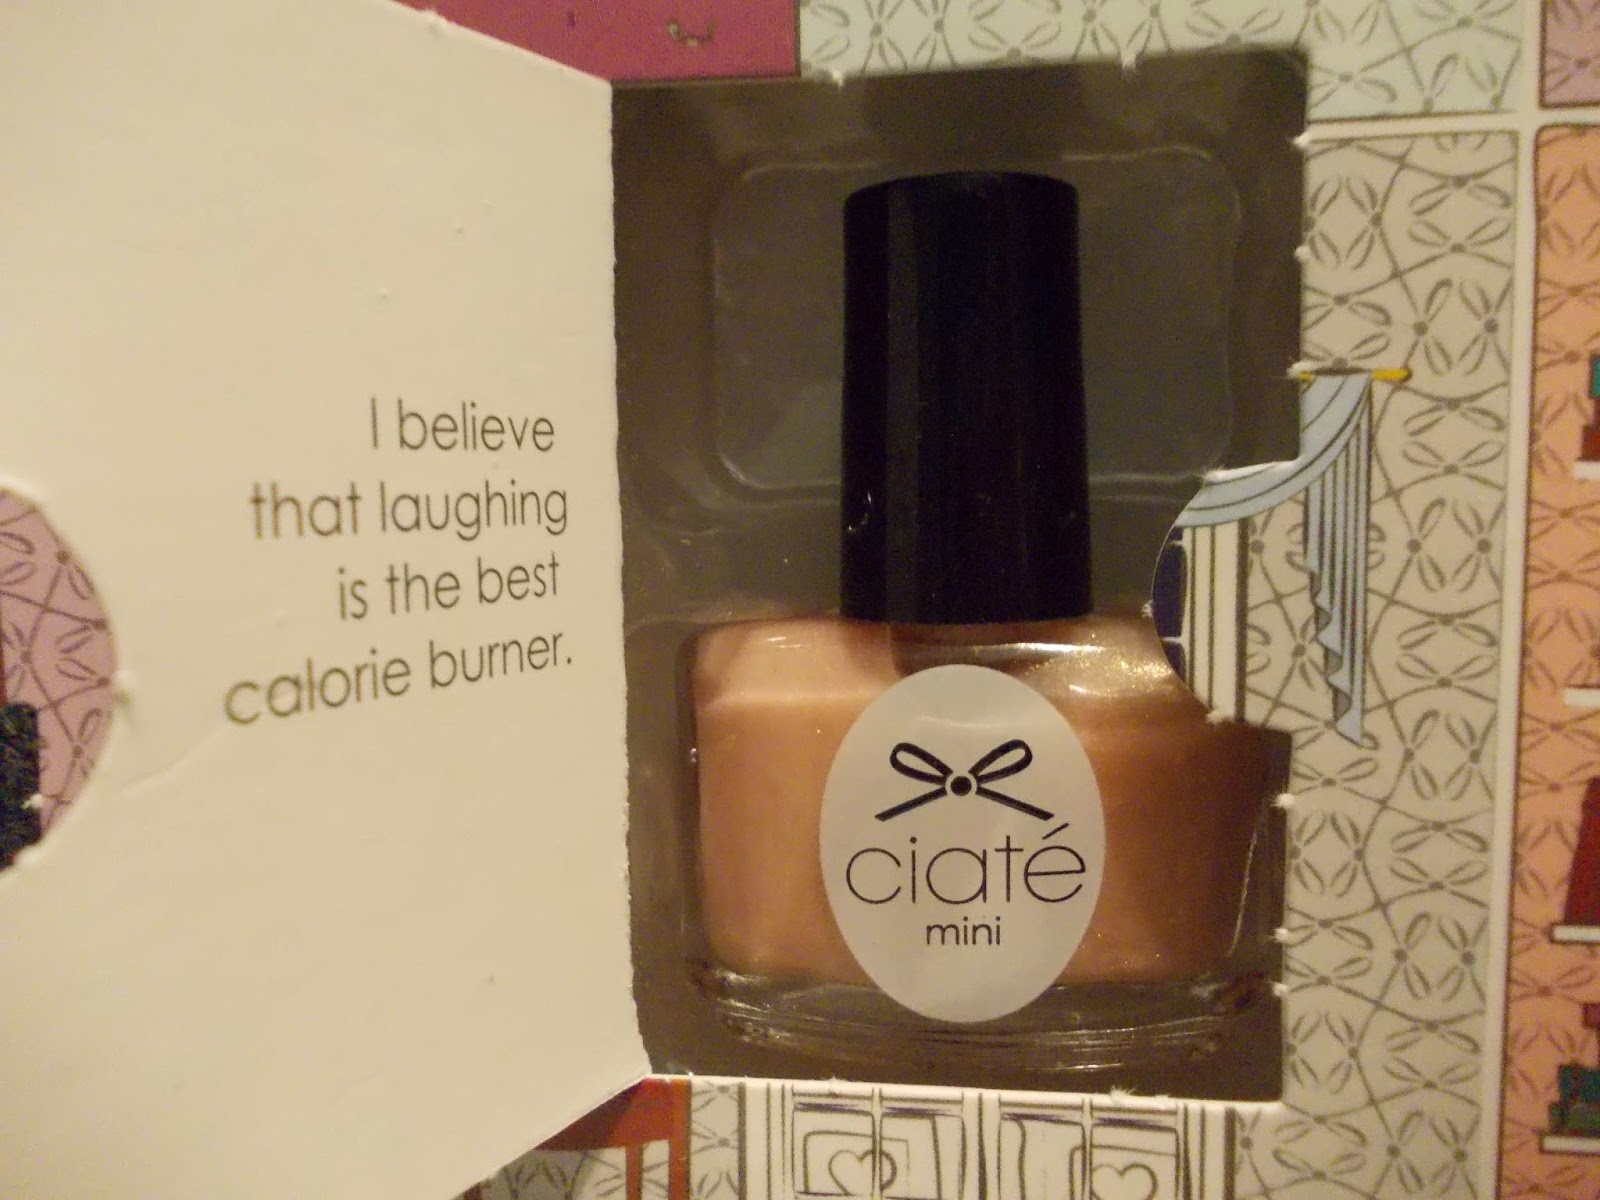 I believe
that laughing
is the best
calorie burner.
ciaté
mini